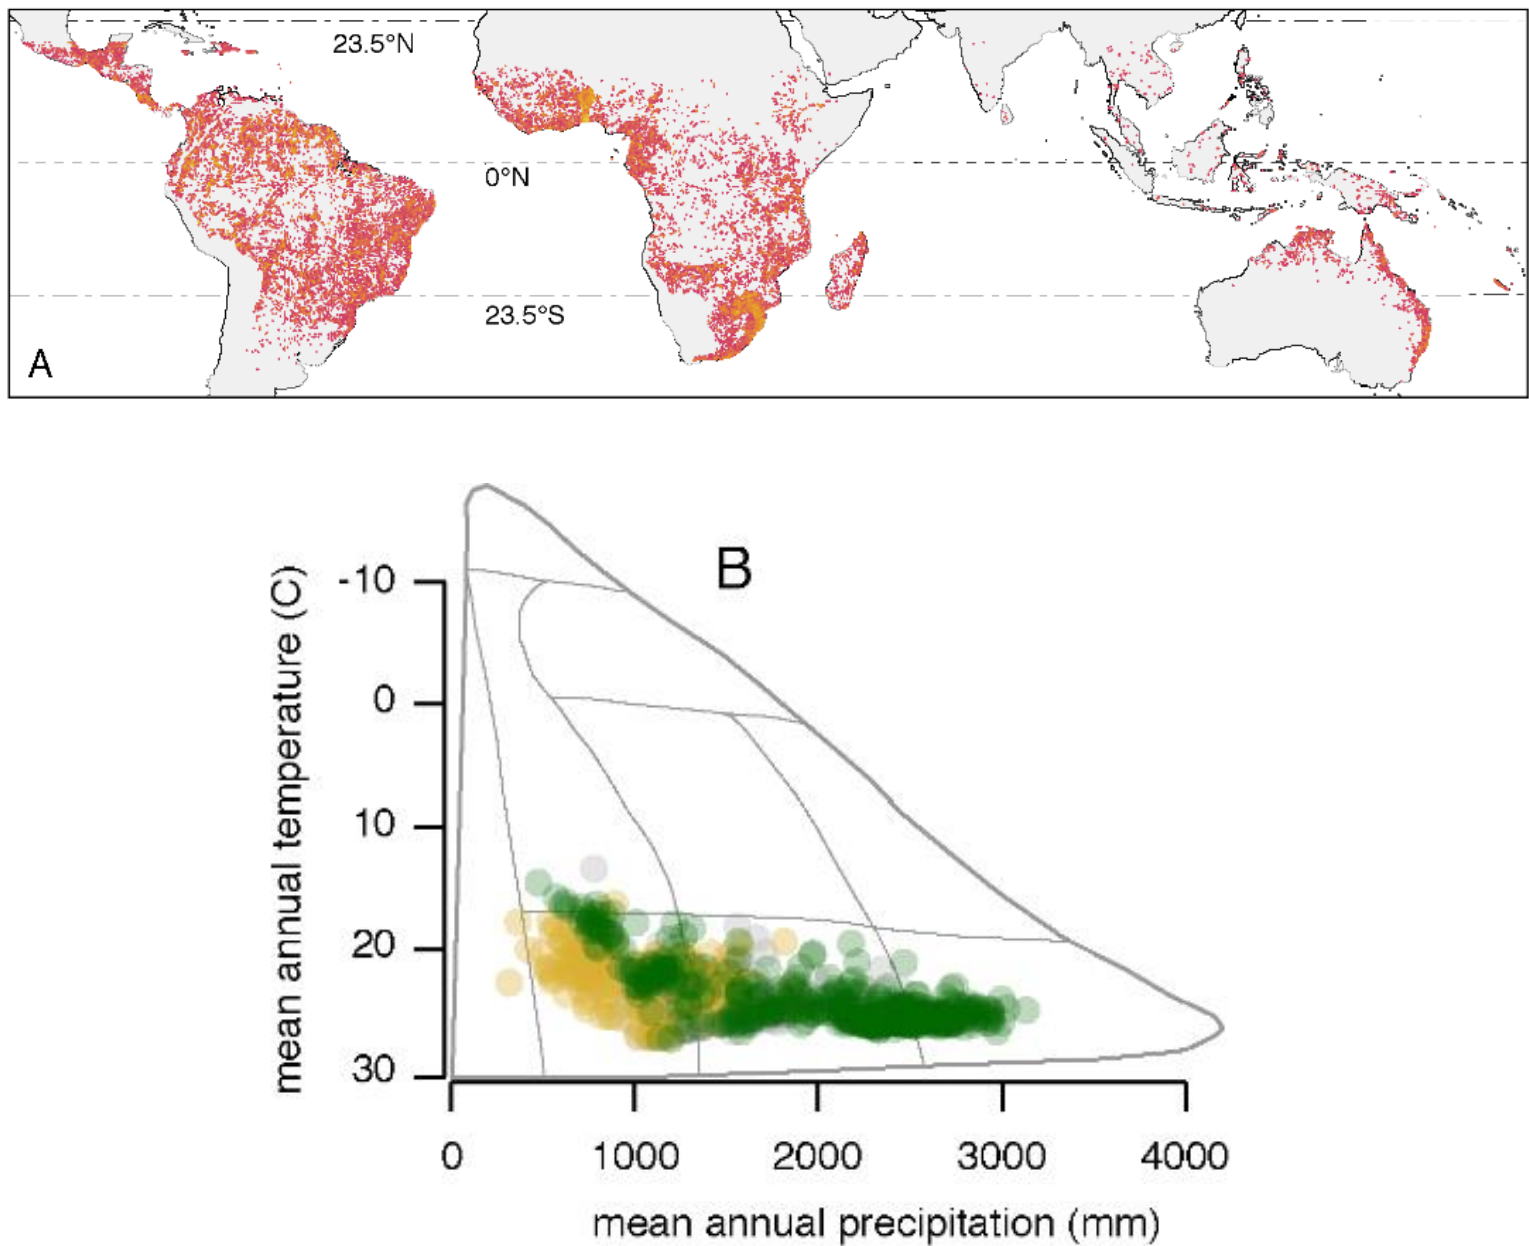 23.5°N
0°N
23.5°S
A
B
mean annual temperature (C)
-10
0
10
20
30
0 1000 2000 3000 4000
mean annual precipitation (mm)